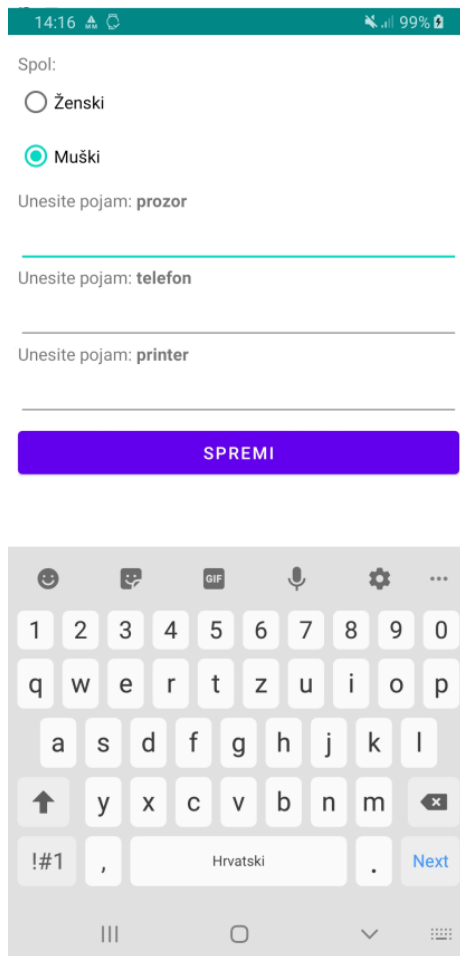 14:16 99%
Spol:
Ženski
Muški
Unesite pojam: prozor
Unesite pojam: telefon
Unesite pojam: printer
SPREMI
GIF
1 2 3 4 5 6 7 8 9 0
q w e r t z u i o p
a s d f g h j k l
y x c v b n m
!#1 , Hrvatski . Next